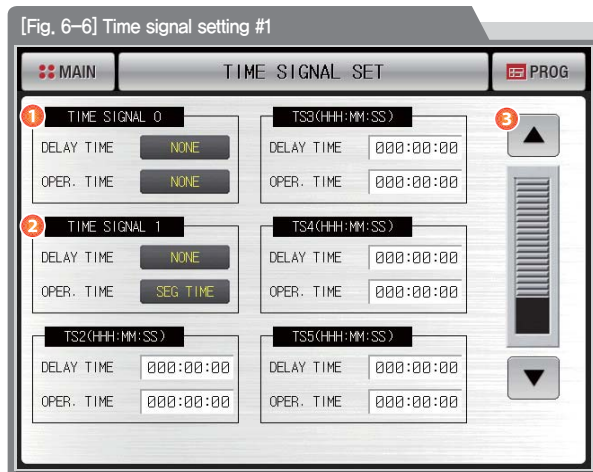 [Fig. 6-6] Time signal setting #1
MAIN
TIME SIGNAL SET
PROG
1
TIME SIGNAL 0
DELAY TIME NONE
OPER. TIME NONE
2
TIME SIGNAL 1
DELAY TIME NONE
OPER. TIME SEG TIME
TS2(HHH:MM:SS)
DELAY TIME 000:00:00
OPER. TIME 000:00:00
TS3(HHH:MM:SS)
DELAY TIME 000:00:00
OPER. TIME 000:00:00
TS4(HHH:MM:SS)
DELAY TIME 000:00:00
OPER. TIME 000:00:00
TS5(HHH:MM:SS)
DELAY TIME 000:00:00
OPER. TIME 000:00:00
3